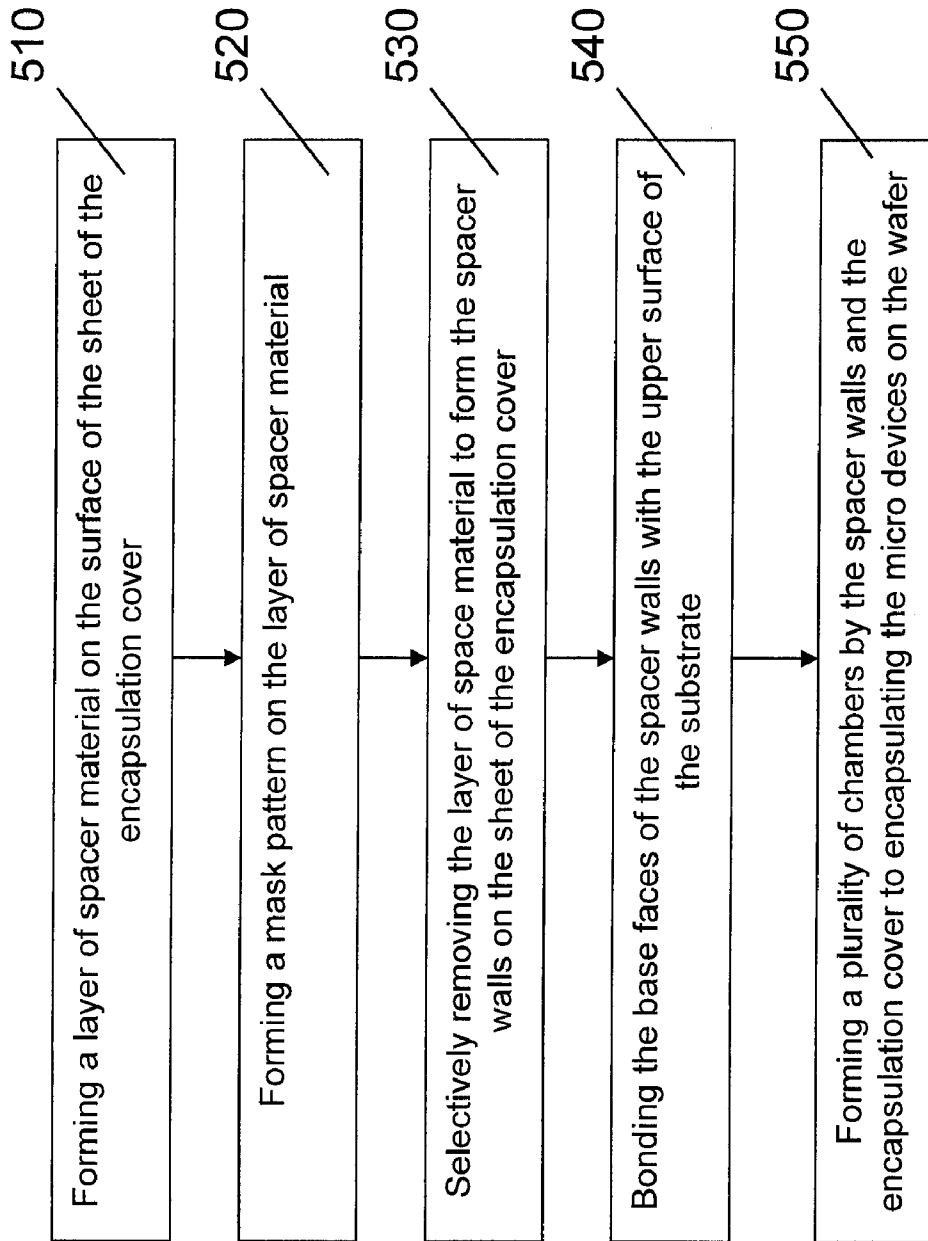 510
Forming a layer of spacer material on the surface of the sheet of the
encapsulation cover
520
Forming a mask pattern on the layer of spacer material
530
Selectively removing the layer of space material to form the spacer
walls on the sheet of the encapsulation cover
540
Bonding the base faces of the spacer walls with the upper surface of
the substrate
550
Forming a plurality of chambers by the spacer walls and the
encapsulation cover to encapsulating the micro devices on the wafer